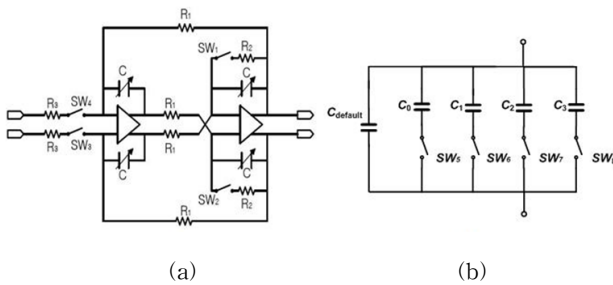 R₁
SW₁
R₂
C
C
R₃
SW₄
R₁
R₃
SW₃
R₁
C
C
SW₂
R₂
R₁
(a)
C₀
C₁
C₂
C₃
Cdefault
SW₅
SW₆
SW₇
(b)